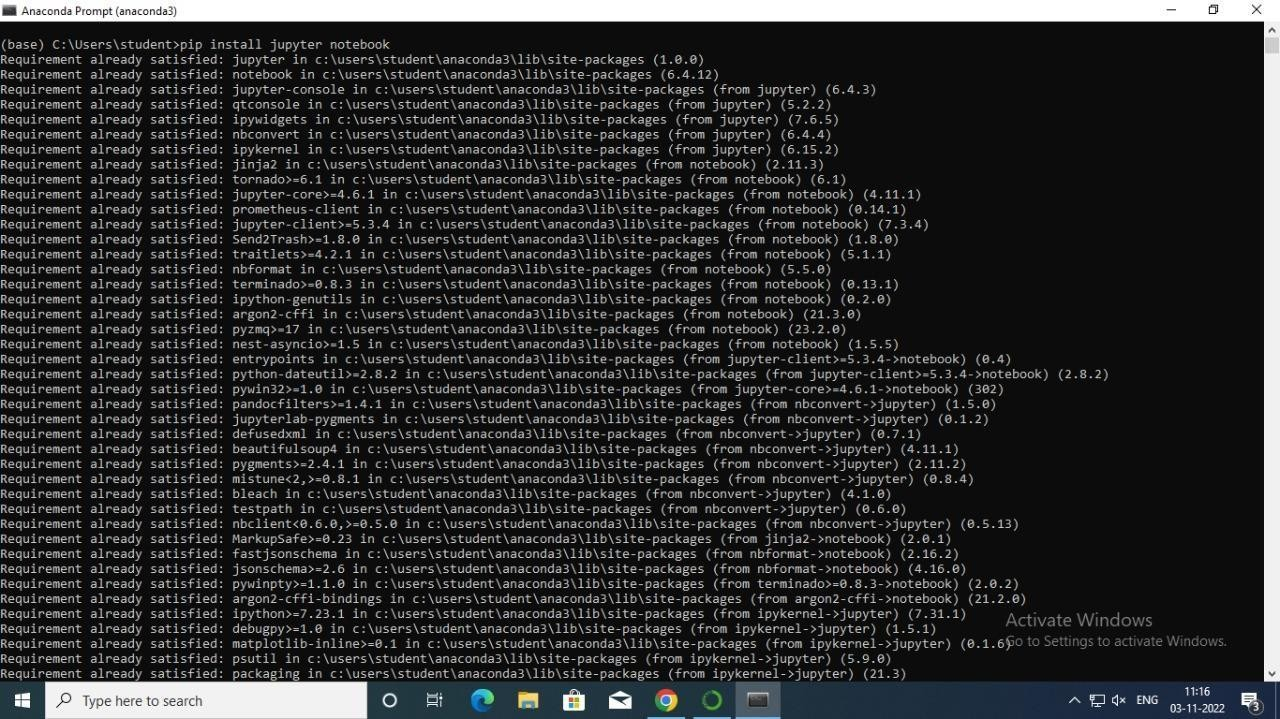 Anaconda Prompt (anaconda3)
(base) C:\Users\student>pip install jupyter notebook
Requirement already satisfied: jupyter in c:\users\student\anaconda3\lib\site-packages (1.0.0)
Requirement already satisfied: notebook in c:\users\student\anaconda3\lib\site-packages (6.4.12)
Requirement already satisfied: jupyter-console in c:\users\student\anaconda3\lib\site-packages (from jupyter) (6.4.3)
Requirement already satisfied: qtconsole in c:\users\student\anaconda3\lib\site-packages (from jupyter) (5.2.2)
Requirement already satisfied: ipywidgets in c:\users\student\anaconda3\lib\site-packages (from jupyter) (7.6.5)
Requirement already satisfied: nbconvert in c:\users\student\anaconda3\lib\site-packages (from jupyter) (6.4.4)
Requirement already satisfied: ipykernel in c:\users\student\anaconda3\lib\site-packages (from jupyter) (6.15.2)
Requirement already satisfied: jinja2 in c:\users\student\anaconda3\lib\site-packages (from notebook) (2.11.3)
Requirement already satisfied: tornado>=6.1 in c:\users\student\anaconda3\lib\site-packages (from notebook) (6.1)
Requirement already satisfied: jupyter-core>=4.6.1 in c:\users\student\anaconda3\lib\site-packages (from notebook) (4.11.1)
Requirement already satisfied: prometheus-client in c:\users\student\anaconda3\lib\site-packages (from notebook) (0.14.1)
Requirement already satisfied: jupyter-client>=5.3.4 in c:\users\student\anaconda3\lib\site-packages (from notebook) (7.3.4)
Requirement already satisfied: Send2Trash>=1.8.0 in c:\users\student\anaconda3\lib\site-packages (from notebook) (1.8.0)
Requirement already satisfied: traitlets>=4.2.1 in c:\users\student\anaconda3\lib\site-packages (from notebook) (5.1.1)
Requirement already satisfied: nbformat in c:\users\student\anaconda3\lib\site-packages (from notebook) (5.5.0)
Requirement already satisfied: terminado>=0.8.3 in c:\users\student\anaconda3\lib\site-packages (from notebook) (0.13.1)
Requirement already satisfied: ipython-genutils in c:\users\student\anaconda3\lib\site-packages (from notebook) (0.2.0)
Requirement already satisfied: argon2-cffi in c:\users\student\anaconda3\lib\site-packages (from notebook) (21.3.0)
Requirement already satisfied: pyzmq>=17 in c:\users\student\anaconda3\lib\site-packages (from notebook) (23.2.0)
Requirement already satisfied: nest-asyncio>=1.5 in c:\users\student\anaconda3\lib\site-packages (from notebook) (1.5.5)
Requirement already satisfied: entrypoints in c:\users\student\anaconda3\lib\site-packages (from jupyter-client>=5.3.4->notebook) (0.4)
Requirement already satisfied: python-dateutil>=2.8.2 in c:\users\student\anaconda3\lib\site-packages (from jupyter-client>=5.3.4->notebook) (2.8.2)
Requirement already satisfied: pywin32>=1.0 in c:\users\student\anaconda3\lib\site-packages (from jupyter-core>=4.6.1->notebook) (302)
Requirement already satisfied: pandocfilters>=1.4.1 in c:\users\student\anaconda3\lib\site-packages (from nbconvert->jupyter) (1.5.0)
Requirement already satisfied: jupyterlab-pygments in c:\users\student\anaconda3\lib\site-packages (from nbconvert->jupyter) (0.1.2)
Requirement already satisfied: defusedxml in c:\users\student\anaconda3\lib\site-packages (from nbconvert->jupyter) (0.7.1)
Requirement already satisfied: beautifulsoup4 in c:\users\student\anaconda3\lib\site-packages (from nbconvert->jupyter) (4.11.1)
Requirement already satisfied: pygments>=2.4.1 in c:\users\student\anaconda3\lib\site-packages (from nbconvert->jupyter) (2.11.2)
Requirement already satisfied: mistune<2,>=0.8.1 in c:\users\student\anaconda3\lib\site-packages (from nbconvert->jupyter) (0.8.4)
Requirement already satisfied: bleach in c:\users\student\anaconda3\lib\site-packages (from nbconvert->jupyter) (4.1.0)
Requirement already satisfied: testpath in c:\users\student\anaconda3\lib\site-packages (from nbconvert->jupyter) (0.6.0)
Requirement already satisfied: nbclient<0.6.0,>=0.5.0 in c:\users\student\anaconda3\lib\site-packages (from nbconvert->jupyter) (0.5.13)
Requirement already satisfied: MarkupSafe>=0.23 in c:\users\student\anaconda3\lib\site-packages (from jinja2->notebook) (2.0.1)
Requirement already satisfied: fastjsonschema in c:\users\student\anaconda3\lib\site-packages (from nbformat->notebook) (2.16.2)
Requirement already satisfied: jsonschema>=2.6 in c:\users\student\anaconda3\lib\site-packages (from nbformat->notebook) (4.16.0)
Requirement already satisfied: pywinpty>=1.1.0 in c:\users\student\anaconda3\lib\site-packages (from terminado>=0.8.3->notebook) (2.0.2)
Requirement already satisfied: argon2-cffi-bindings in c:\users\student\anaconda3\lib\site-packages (from argon2-cffi->notebook) (21.2.0)
Requirement already satisfied: ipython>=7.23.1 in c:\users\student\anaconda3\lib\site-packages (from ipykernel->jupyter) (7.31.1)
Requirement already satisfied: debugpy>=1.0 in c:\users\student\anaconda3\lib\site-packages (from ipykernel->jupyter) (1.5.1)
Requirement already satisfied: matplotlib-inline>=0.1 in c:\users\student\anaconda3\lib\site-packages (from ipykernel->jupyter) (0.1.6)
Requirement already satisfied: psutil in c:\users\student\anaconda3\lib\site-packages (from ipykernel->jupyter) (5.9.0)
Requirement already satisfied: packaging in c:\users\student\anaconda3\lib\site-packages (from ipykernel->jupyter) (21.3)
Activate Windows
Go to Settings to activate Windows.
Type here to search
ENG
11:16
03-11-2022
3